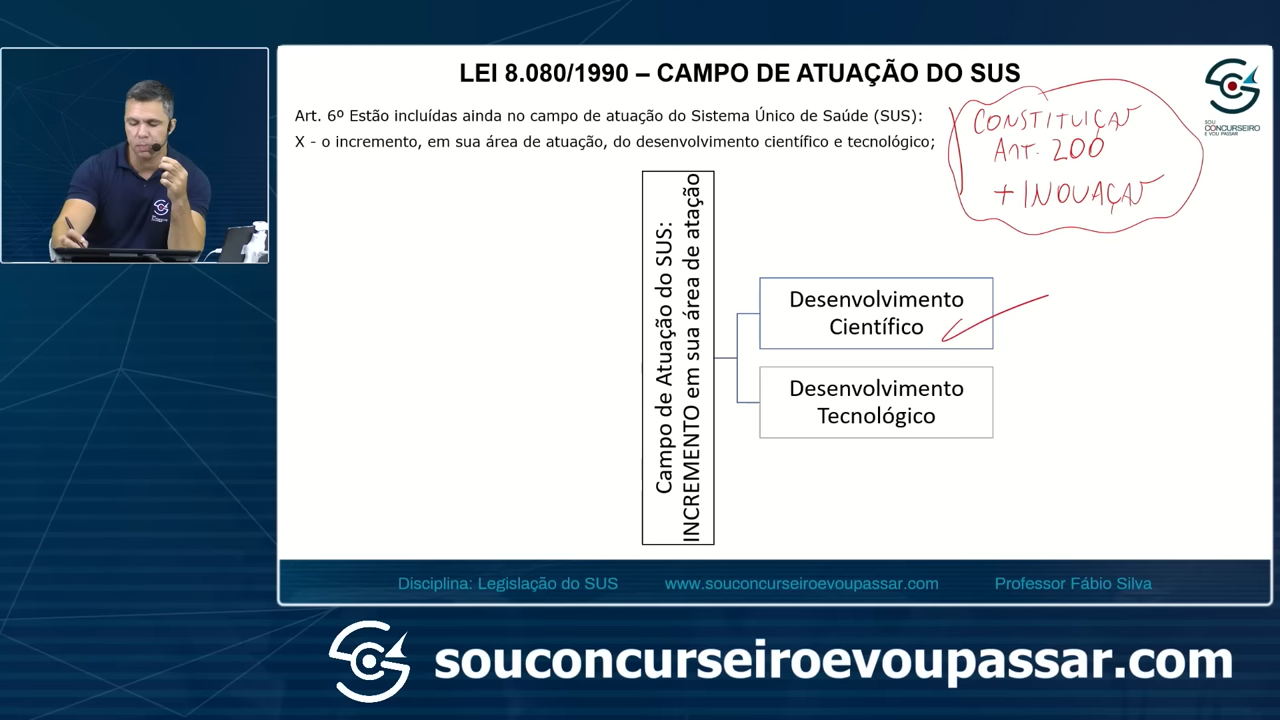 LEI 8.080/1990 – CAMPO DE ATUAÇÃO DO SUS
Art. 6º Estão incluídas ainda no campo de atuação do Sistema Único de Saúde (SUS):
X - o incremento, em sua área de atuação, do desenvolvimento científico e tecnológico;
CONSTITUIÇÃO
ART. 200
+ INOVAÇÃO
SOU
CONCURSEIRO
E VOU PASSAR
Campo de Atuação do SUS:
INCREMENTO em sua área de atação
Desenvolvimento
Científico
Desenvolvimento
Tecnológico
Disciplina: Legislação do SUS www.souconcurseiroevoupassar.com Professor Fábio Silva
souconcurseiroevoupassar.com